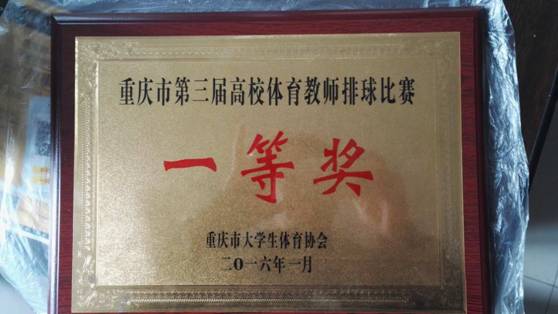 重庆市第三届高校体育教师排球比赛
一等奖
重庆市大学生体育协会
二O一六年一月